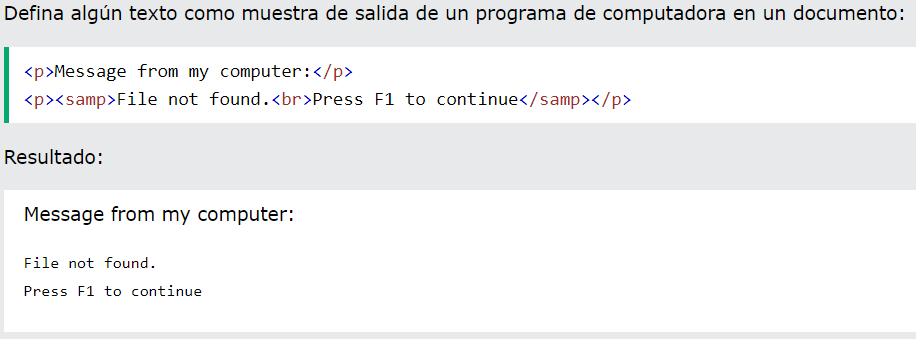 Defina algún texto como muestra de salida de un programa de computadora en un documento:
<p>Message from my computer:</p>
<p><samp>File not found.<br>Press F1 to continue</samp></p>
Resultado:
Message from my computer:
File not found.
Press F1 to continue